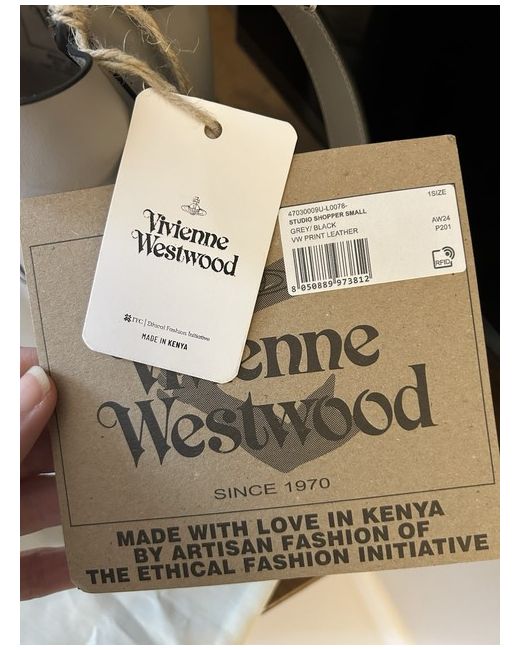 Vivienne
Westwood
ITC | Ethical Fashion Initiative
MADE IN KENYA
47030009U-L0078-
1SIZE
STUDIO SHOPPER SMALL
GREY/ BLACK
AW24
VW PRINT LEATHER
P201
RFID
8 050889 973812
Vivienne
Westwood
SINCE 1970
MADE WITH LOVE IN KENYA
BY ARTISAN FASHION OF
THE ETHICAL FASHION INITIATIVE